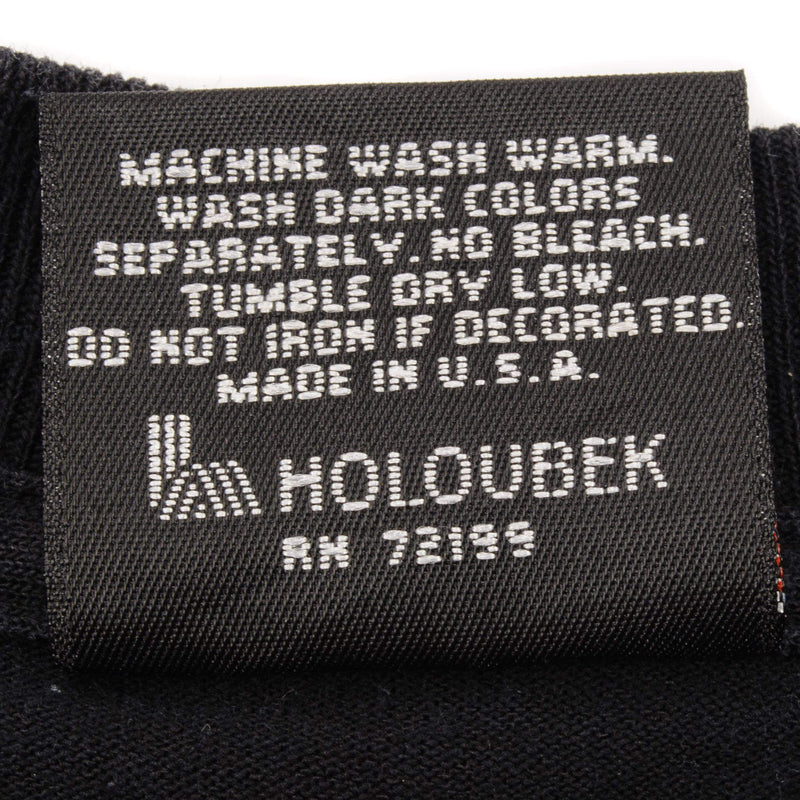 MACHINE WASH WARM.
WASH DARK COLORS
SEPARATELY. NO BLEACH.
TUMBLE DRY LOW.
DO NOT IRON IF DECORATED.
MADE IN U.S.A.
HOLOUBEK
RN 72199